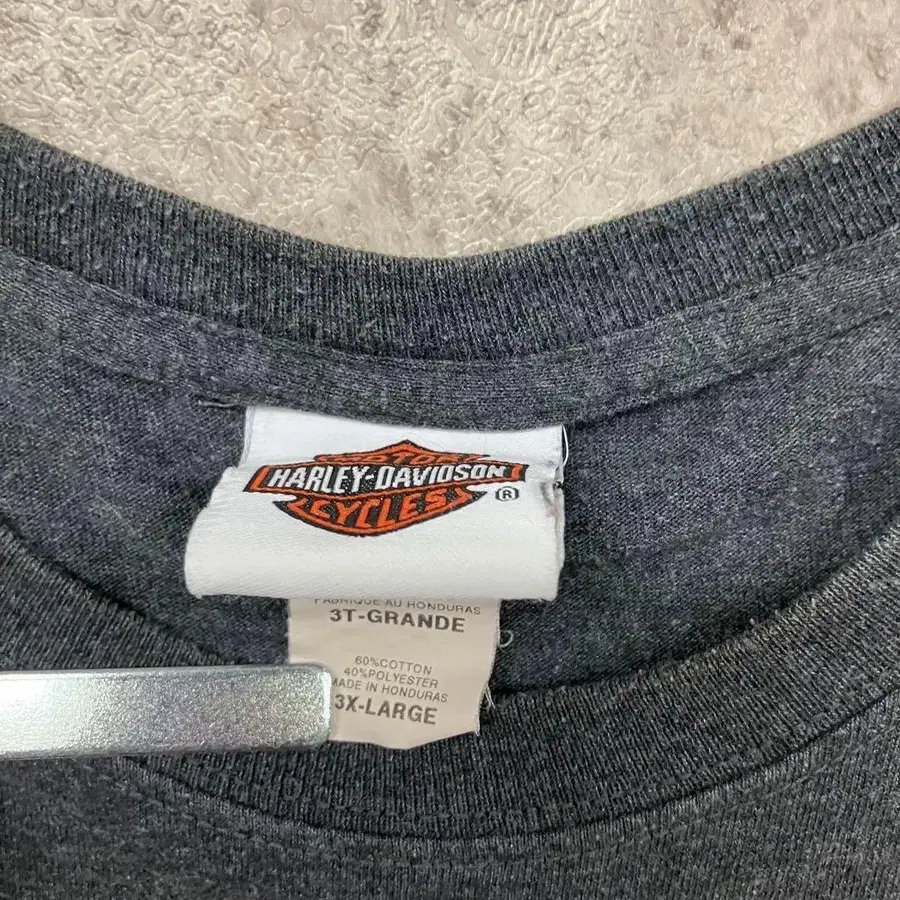 MOTOR
HARLEY-DAVIDSON
CYCLES
®
FABRIQUE AU HONDURAS
3T-GRANDE
60%COTTON
40%POLYESTER
MADE IN HONDURAS
3X-LARGE